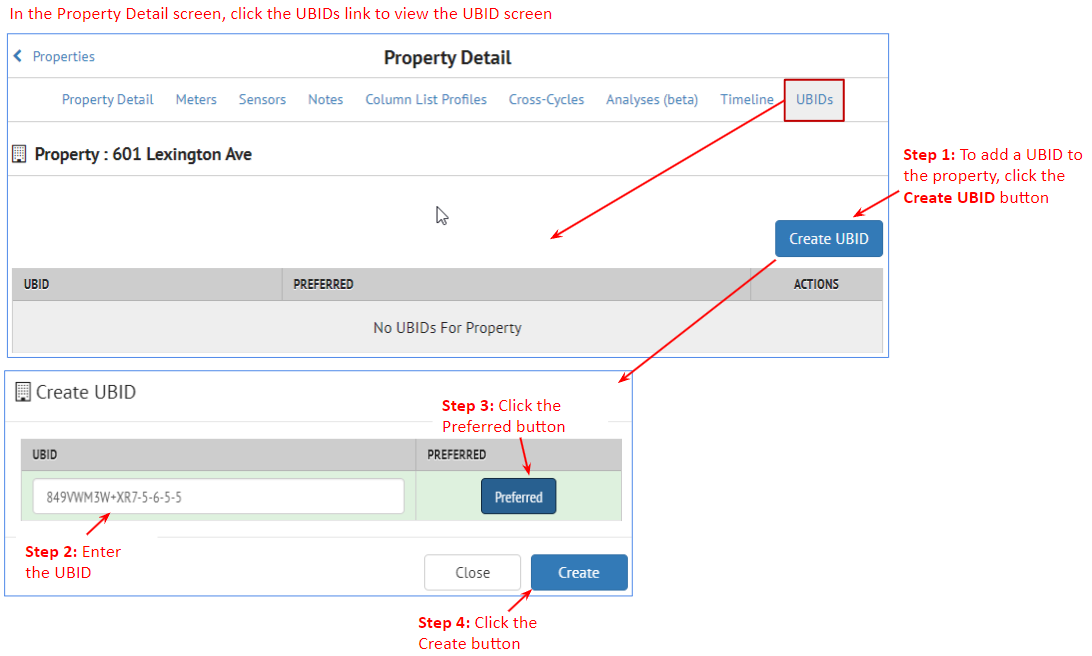 In the Property Detail screen, click the UBIDs link to view the UBID screen
Properties
Property Detail
Property Detail Meters Sensors Notes Column List Profiles Cross-Cycles Analyses (beta) Timeline UBIDs
Property : 601 Lexington Ave
Step 1: To add a UBID to
the property, click the
Create UBID button
Create UBID
UBID PREFERRED ACTIONS
No UBIDs For Property
Create UBID
Step 3: Click the
Preferred button
UBID PREFERRED
849VWM3W+XR7-5-6-5-5 Preferred
Step 2: Enter
the UBID
Close Create
Step 4: Click the
Create button